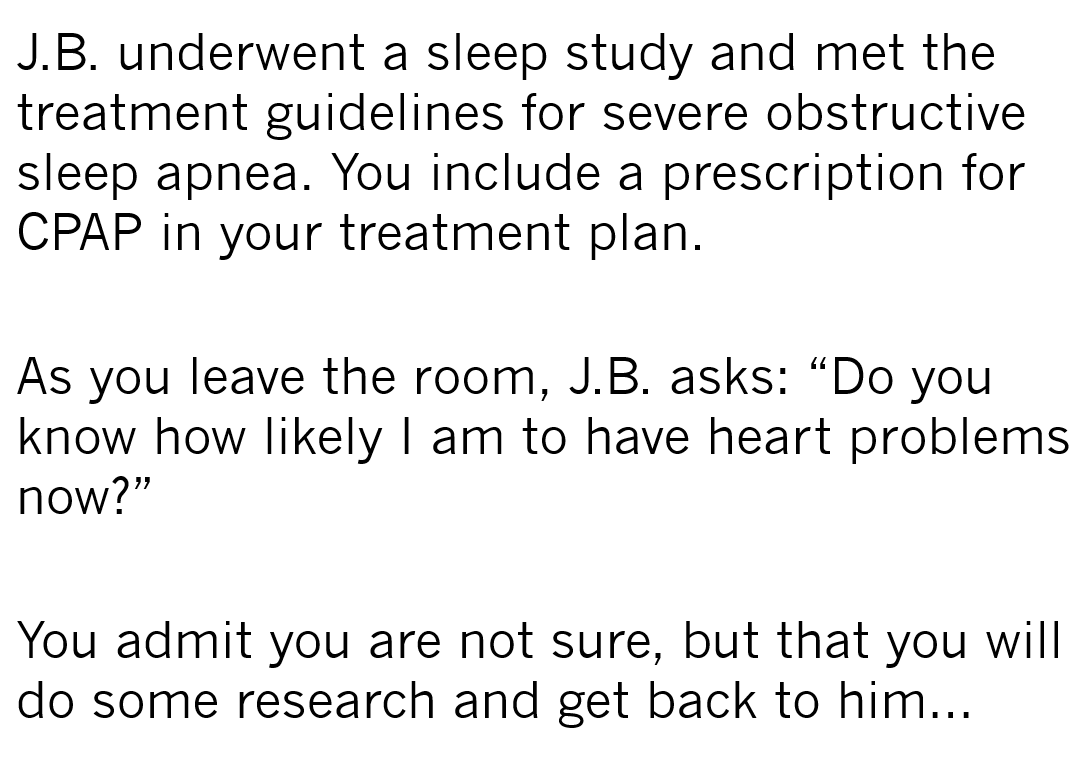 J.B. underwent a sleep study and met the
treatment guidelines for severe obstructive
sleep apnea. You include a prescription for
CPAP in your treatment plan.
As you leave the room, J.B. asks: “Do you
know how likely I am to have heart problems
now?”
You admit you are not sure, but that you will
do some research and get back to him...